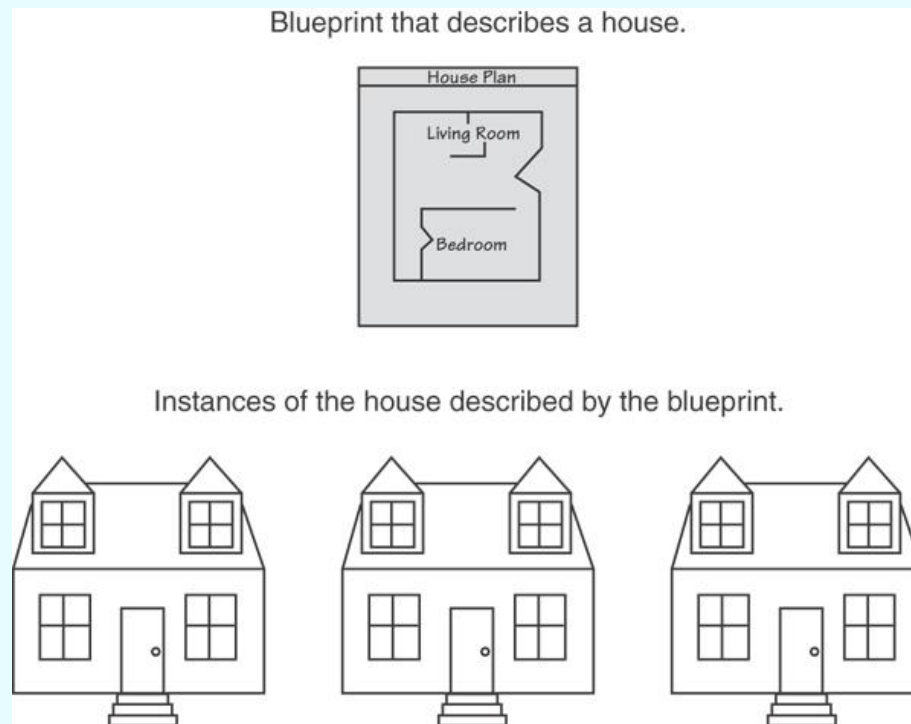 Blueprint that describes a house.
House Plan
Living Room
Bedroom
Instances of the house described by the blueprint.